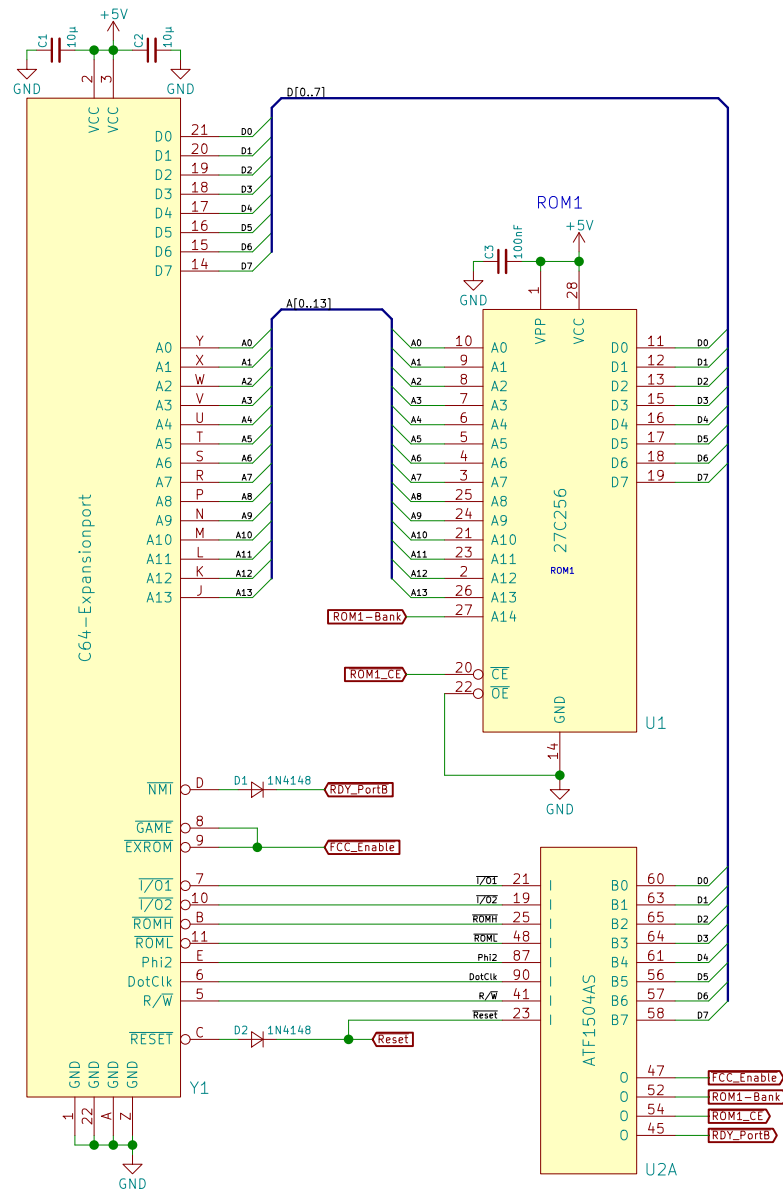 +5V
C1
10µ
C2
10µ
GND
2
3
GND
VCC
VCC
D[0..7]
D0 21 D0
D1 20 D1
D2 19 D2
D3 18 D3
D4 17 D4
D5 16 D5
D6 15 D6
D7 14 D7
ROM1
+5V
C3
100nF
GND
1
28
VPP
VCC
A[0..13]
A0 Y A0 A0 10 A0 D0 11 D0
A1 X A1 A1 9 A1 D1 12 D1
A2 W A2 A2 8 A2 D2 13 D2
A3 V A3 A3 7 A3 D3 15 D3
A4 U A4 A4 6 A4 D4 16 D4
A5 T A5 A5 5 A5 D5 17 D5
A6 S A6 A6 4 A6 D6 18 D6
A7 R A7 A7 3 A7 D7 19 D7
A8 P A8 A8 25 A8
A9 N A9 A9 24 A9
A10 M A10 A10 21 A10
A11 L A11 A11 23 A11
A12 K A12 A12 2 A12
A13 J A13 A13 26 A13
ROM1-Bank 27 A14
27C256
ROM1
C64-Expansionport
ROM1_CE 20 CE
22 OE
GND
14
U1
GND
NMI D D1 1N4148 RDY_PortB
GAME 8
EXROM 9 FCC_Enable
I/O1 7 I/O1 21 I B0 60 D0
I/O2 10 I/O2 19 I B1 63 D1
ROMH B ROMH 25 I B2 65 D2
ROML 11 ROML 48 I B3 64 D3
Phi2 E Phi2 87 I B4 61 D4
DotClk 6 DotClk 90 I B5 56 D5
R/W 5 R/W 41 I B6 57 D6
Reset 23 I B7 58 D7
RESET C D2 1N4148 Reset
ATF1504AS
O 47 FCC_Enable
O 52 ROM1-Bank
O 54 ROM1_CE
O 45 RDY_PortB
U2A
GND
GND
GND
GND
Y1
1
22
A
Z
GND